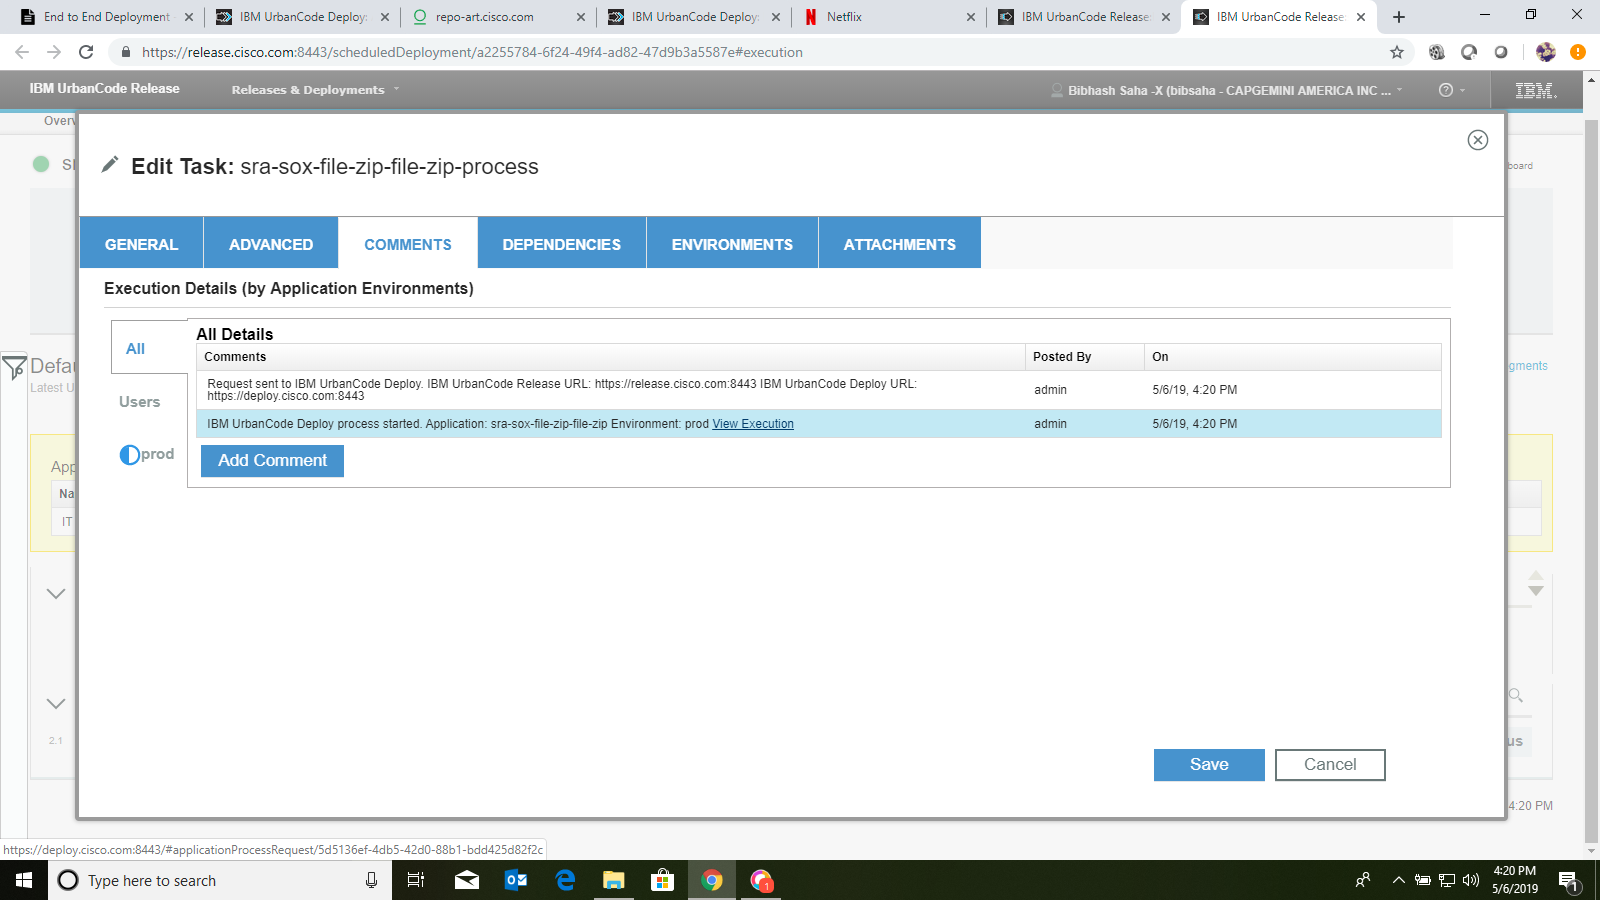 End to End Deployment
IBM UrbanCode Deploy:
repo-art.cisco.com
IBM UrbanCode Deploy:
Netflix
IBM UrbanCode Release:
IBM UrbanCode Release:
https://release.cisco.com:8443/scheduledDeployment/a2255784-6f24-49f4-ad82-47d9b3a5587e#execution
IBM UrbanCode Release
Releases & Deployments
Bibhash Saha -X (bibsaha - CAPGEMINI AMERICA INC ...
IBM.
Overv
board
Edit Task: sra-sox-file-zip-file-zip-process
GENERAL
ADVANCED
COMMENTS
DEPENDENCIES
ENVIRONMENTS
ATTACHMENTS
Execution Details (by Application Environments)
All
Users
prod
All Details
Comments
Posted By
On
Request sent to IBM UrbanCode Deploy. IBM UrbanCode Release URL: https://release.cisco.com:8443 IBM UrbanCode Deploy URL:
https://deploy.cisco.com:8443
admin
5/6/19, 4:20 PM
IBM UrbanCode Deploy process started. Application: sra-sox-file-zip-file-zip Environment: prod View Execution
admin
5/6/19, 4:20 PM
Add Comment
Defau
Latest U
gments
App
Na
IT
2.1
us
4:20 PM
Save
Cancel
https://deploy.cisco.com:8443/#applicationProcessRequest/5d5136ef-4db5-42d0-88b1-bdd425d82f2c
Type here to search
1
4:20 PM
5/6/2019
1